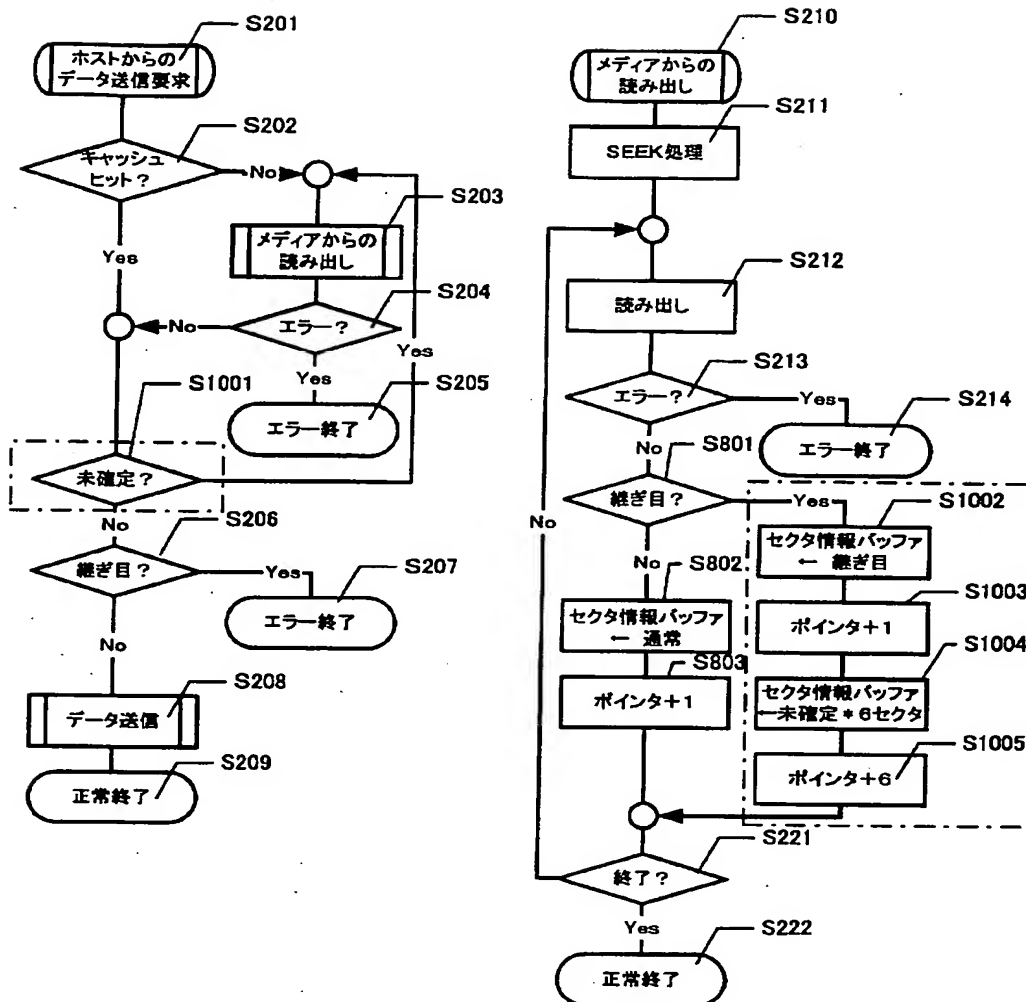 S201
ホストからの
データ送信要求
S202
キャッシュ
ヒット？
No
Yes
S203
メディアからの
読み出し
S204
エラー？
No
Yes
Yes
S205
エラー終了
S1001
未確定？
No
S206
継ぎ目？
Yes
S207
エラー終了
No
S208
データ送信
S209
正常終了
S210
メディアからの
読み出し
S211
SEEK処理
S212
読み出し
S213
エラー？
Yes
S214
エラー終了
No
S801
継ぎ目？
Yes
No
S1002
セクタ情報バッファ
← 継ぎ目
S1003
ポインタ+1
S1004
セクタ情報バッファ
←未確定＊6セクタ
S1005
ポインタ+6
S802
セクタ情報バッファ
← 通常
S803
ポインタ+1
S221
終了？
No
Yes
S222
正常終了